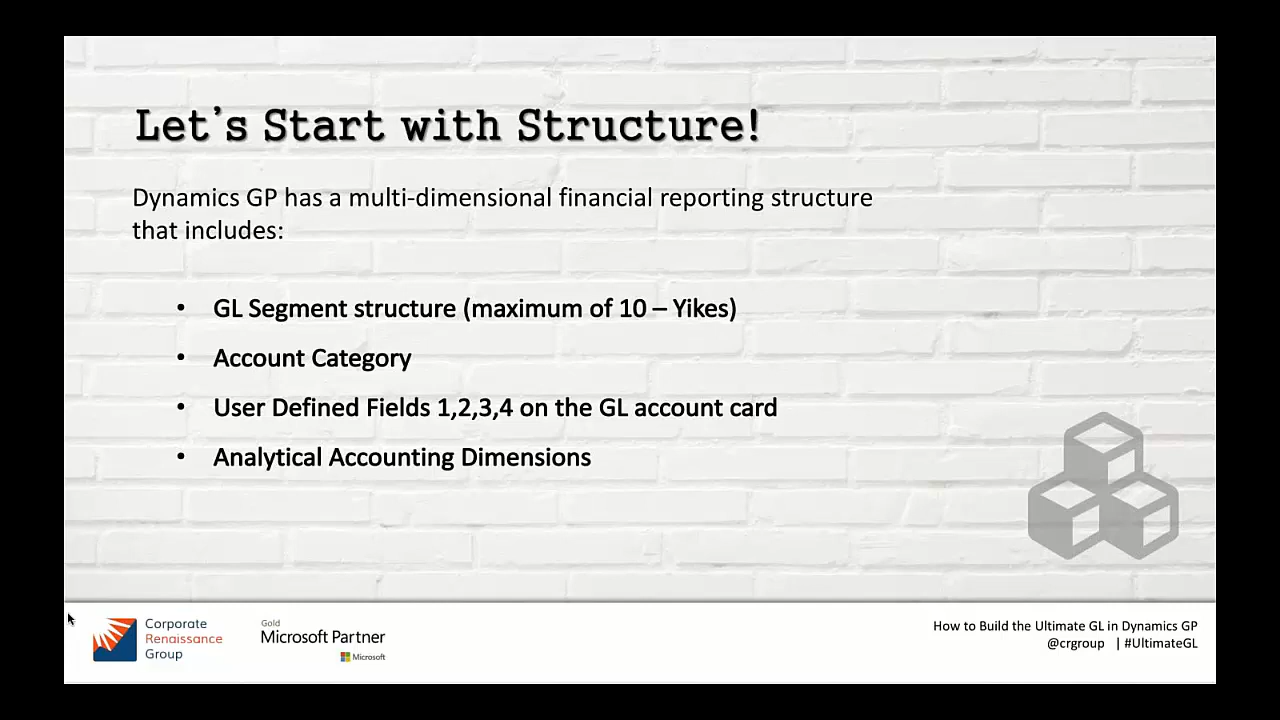 Let's Start with Structure!
Dynamics GP has a multi-dimensional financial reporting structure
that includes:
• GL Segment structure (maximum of 10 – Yikes)
• Account Category
• User Defined Fields 1,2,3,4 on the GL account card
• Analytical Accounting Dimensions
Corporate
Renaissance
Group
Gold
Microsoft Partner
Microsoft
How to Build the Ultimate GL in Dynamics GP
@crgroup | #UltimateGL